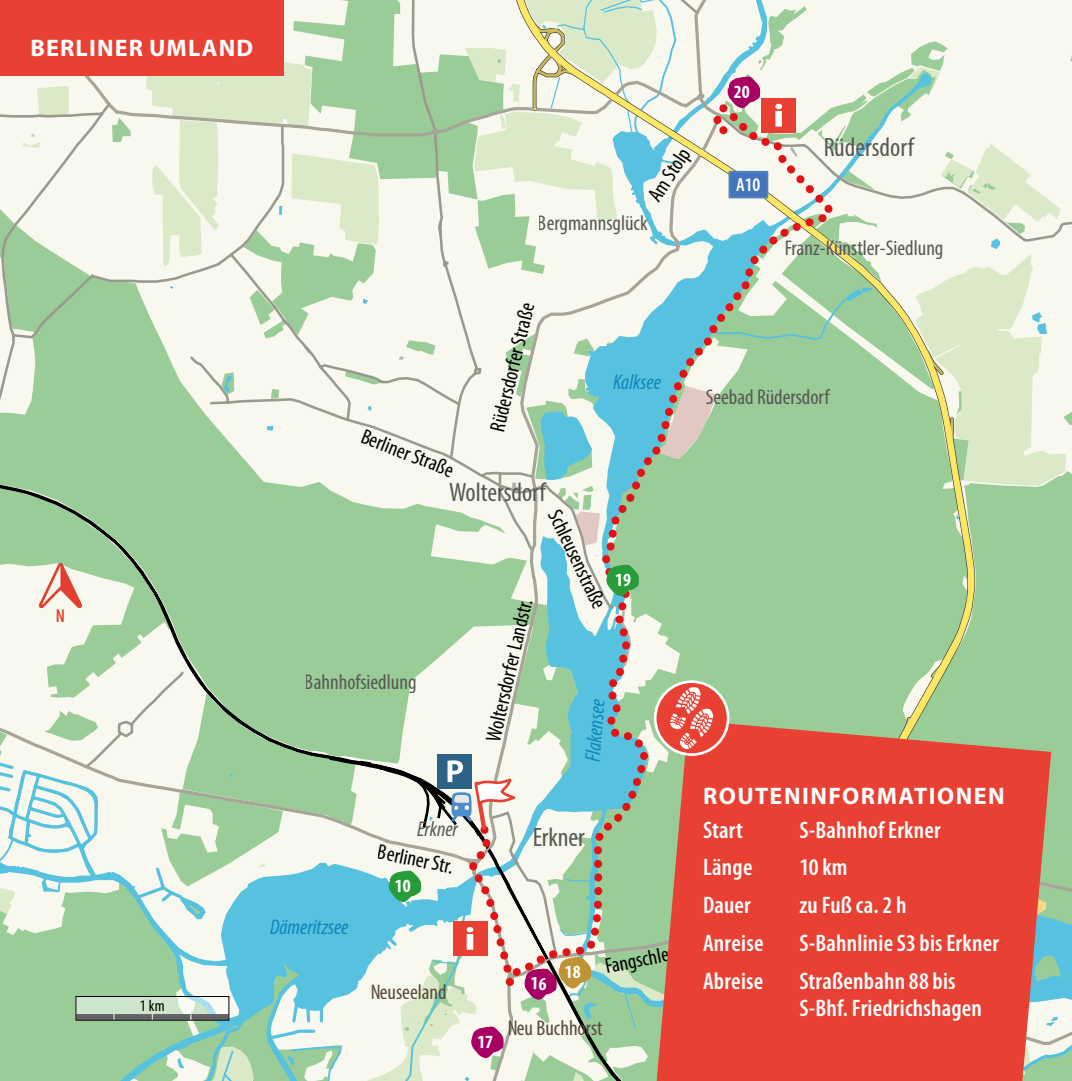 BERLINER UMLAND
20
i
Rüdersdorf
Am Stolp
A10
Bergmannsglück
Franz-Künstler-Siedlung
Rüdersdorfer Straße
Kalksee
Seebad Rüdersdorf
Berliner Straße
Woltersdorf
Schleusenstraße
19
N
Woltersdorfer Landstr.
Bahnhofsiedlung
Flakensee
P
Erkner
Erkner
Berliner Str.
10
Dämeritzsee
i
Fangschle
16
18
Neuseeland
1 km
Neu Buchhorst
17
ROUTENINFORMATIONEN
Start S-Bahnhof Erkner
Länge 10 km
Dauer zu Fuß ca. 2 h
Anreise S-Bahnlinie S3 bis Erkner
Abreise Straßenbahn 88 bis
S-Bhf. Friedrichshagen